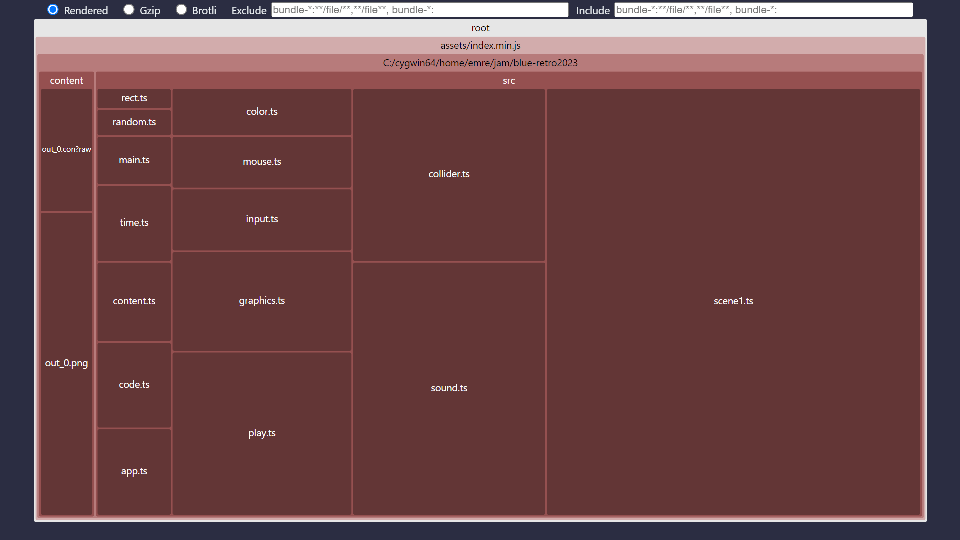 Rendered Gzip Brotli Exclude bundle-*:**/file/**,**/file**, bundle-*: Include bundle-*:**/file/**,**/file**, bundle-*:
root
assets/index.min.js
C:/cygwin64/home/emre/jam/blue-retro2023
content
out_0.con?raw
out_0.png
src
rect.ts
random.ts
main.ts
time.ts
content.ts
code.ts
app.ts
color.ts
mouse.ts
input.ts
graphics.ts
play.ts
collider.ts
sound.ts
scene1.ts